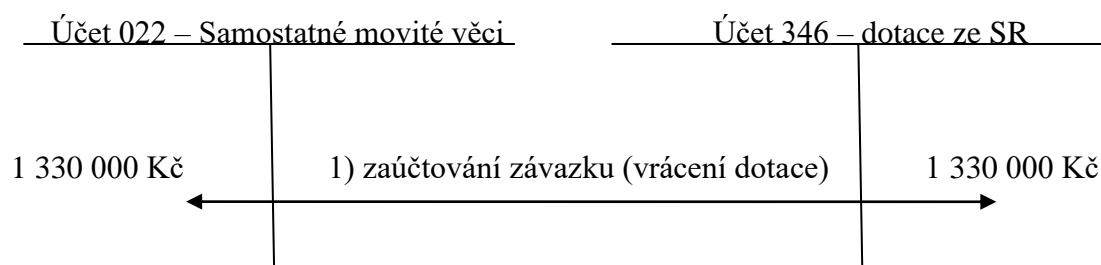 Účet 022 – Samostatné movité věci Účet 346 – dotace ze SR
1 330 000 Kč 1) zaúčtování závazku (vrácení dotace) 1 330 000 Kč